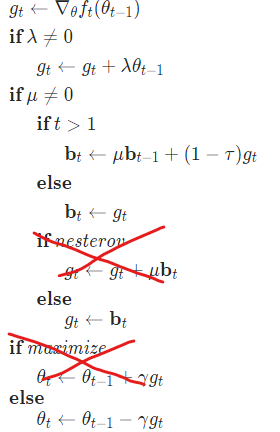 g_t ← ∇_θ f_t(θ_{t−1})
if λ ≠ 0
g_t ← g_t + λθ_{t−1}
if μ ≠ 0
if t > 1
b_t ← μb_{t−1} + (1 − τ)g_t
else
b_t ← g_t
if nesterov
g_t ← g_t + μb_t
else
g_t ← b_t
if maximize
θ_t ← θ_{t−1} + γg_t
else
θ_t ← θ_{t−1} − γg_t